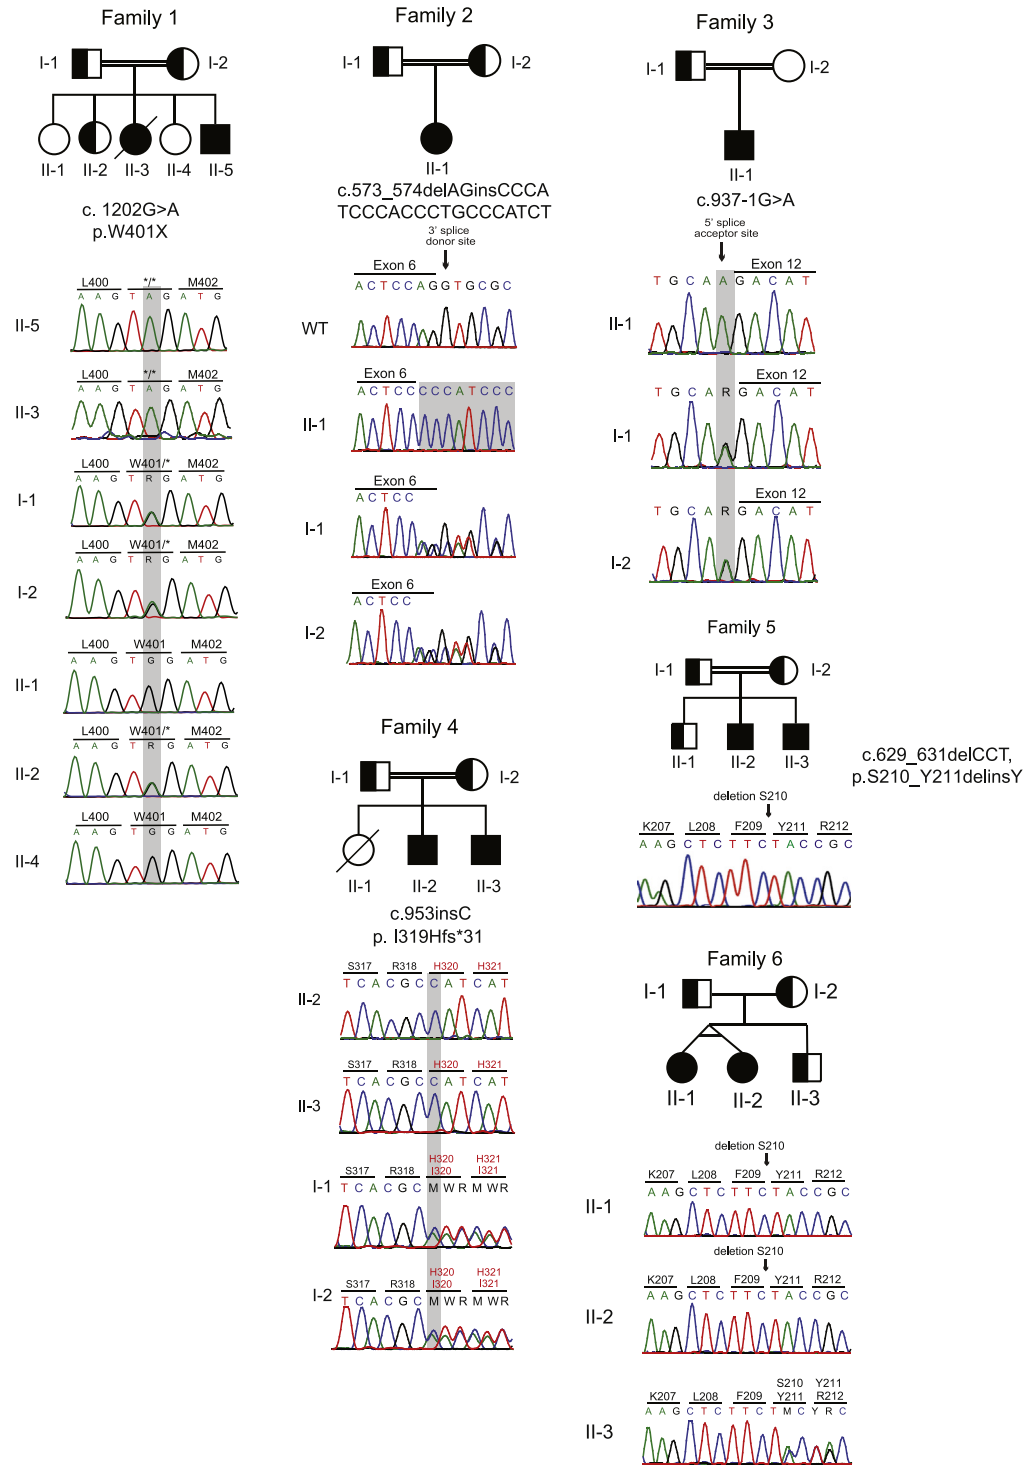 Family 1
I-1
I-2
II-1
II-2
II-3
II-4
II-5
c. 1202G>A
p.W401X
L400 */* M402
A A G T A G A T G
II-5
L400 */* M402
A A G T A G A T G
II-3
L400 W401/* M402
A A G T R G A T G
I-1
L400 W401/* M402
A A G T R G A T G
I-2
L400 W401 M402
A A G T G G A T G
II-1
L400 W401/* M402
A A G T R G A T G
II-2
L400 W401 M402
A A G T G G A T G
II-4
Family 2
I-1
I-2
II-1
c.573_574delAGinsCCCA
TCCCACCCTGCCCATCT
3' splice
donor site
Exon 6
A C T C C A G G T G C G C
WT
Exon 6
A C T C C C C C A T C C C
II-1
Exon 6
A C T C C
I-1
Exon 6
A C T C C
I-2
Family 3
I-1
I-2
II-1
c.937-1G>A
5' splice
acceptor site
Exon 12
T G C A A G A C A T
II-1
Exon 12
T G C A R G A C A T
I-1
Exon 12
T G C A R G A C A T
I-2
Family 4
I-1
I-2
II-1
II-2
II-3
c.953insC
p. I319Hfs*31
S317 R318 H320 H321
T C A C G C C A T C A T
II-2
S317 R318 H320 H321
T C A C G C C A T C A T
II-3
H320 H321
S317 R318 I320 I321
T C A C G C M W R M W R
I-1
H320 H321
S317 R318 I320 I321
T C A C G C M W R M W R
I-2
Family 5
I-1
I-2
II-1
II-2
II-3
c.629_631delCCT,
p.S210_Y211delinsY
deletion S210
K207 L208 F209 Y211 R212
A A G C T C T T C T A C C G C
Family 6
I-1
I-2
II-1
II-2
II-3
deletion S210
K207 L208 F209 Y211 R212
A A G C T C T T C T A C C G C
II-1
deletion S210
K207 L208 F209 Y211 R212
A A G C T C T T C T A C C G C
II-2
S210 Y211
K207 L208 F209 Y211 R212
A A G C T C T T C T M C Y R C
II-3